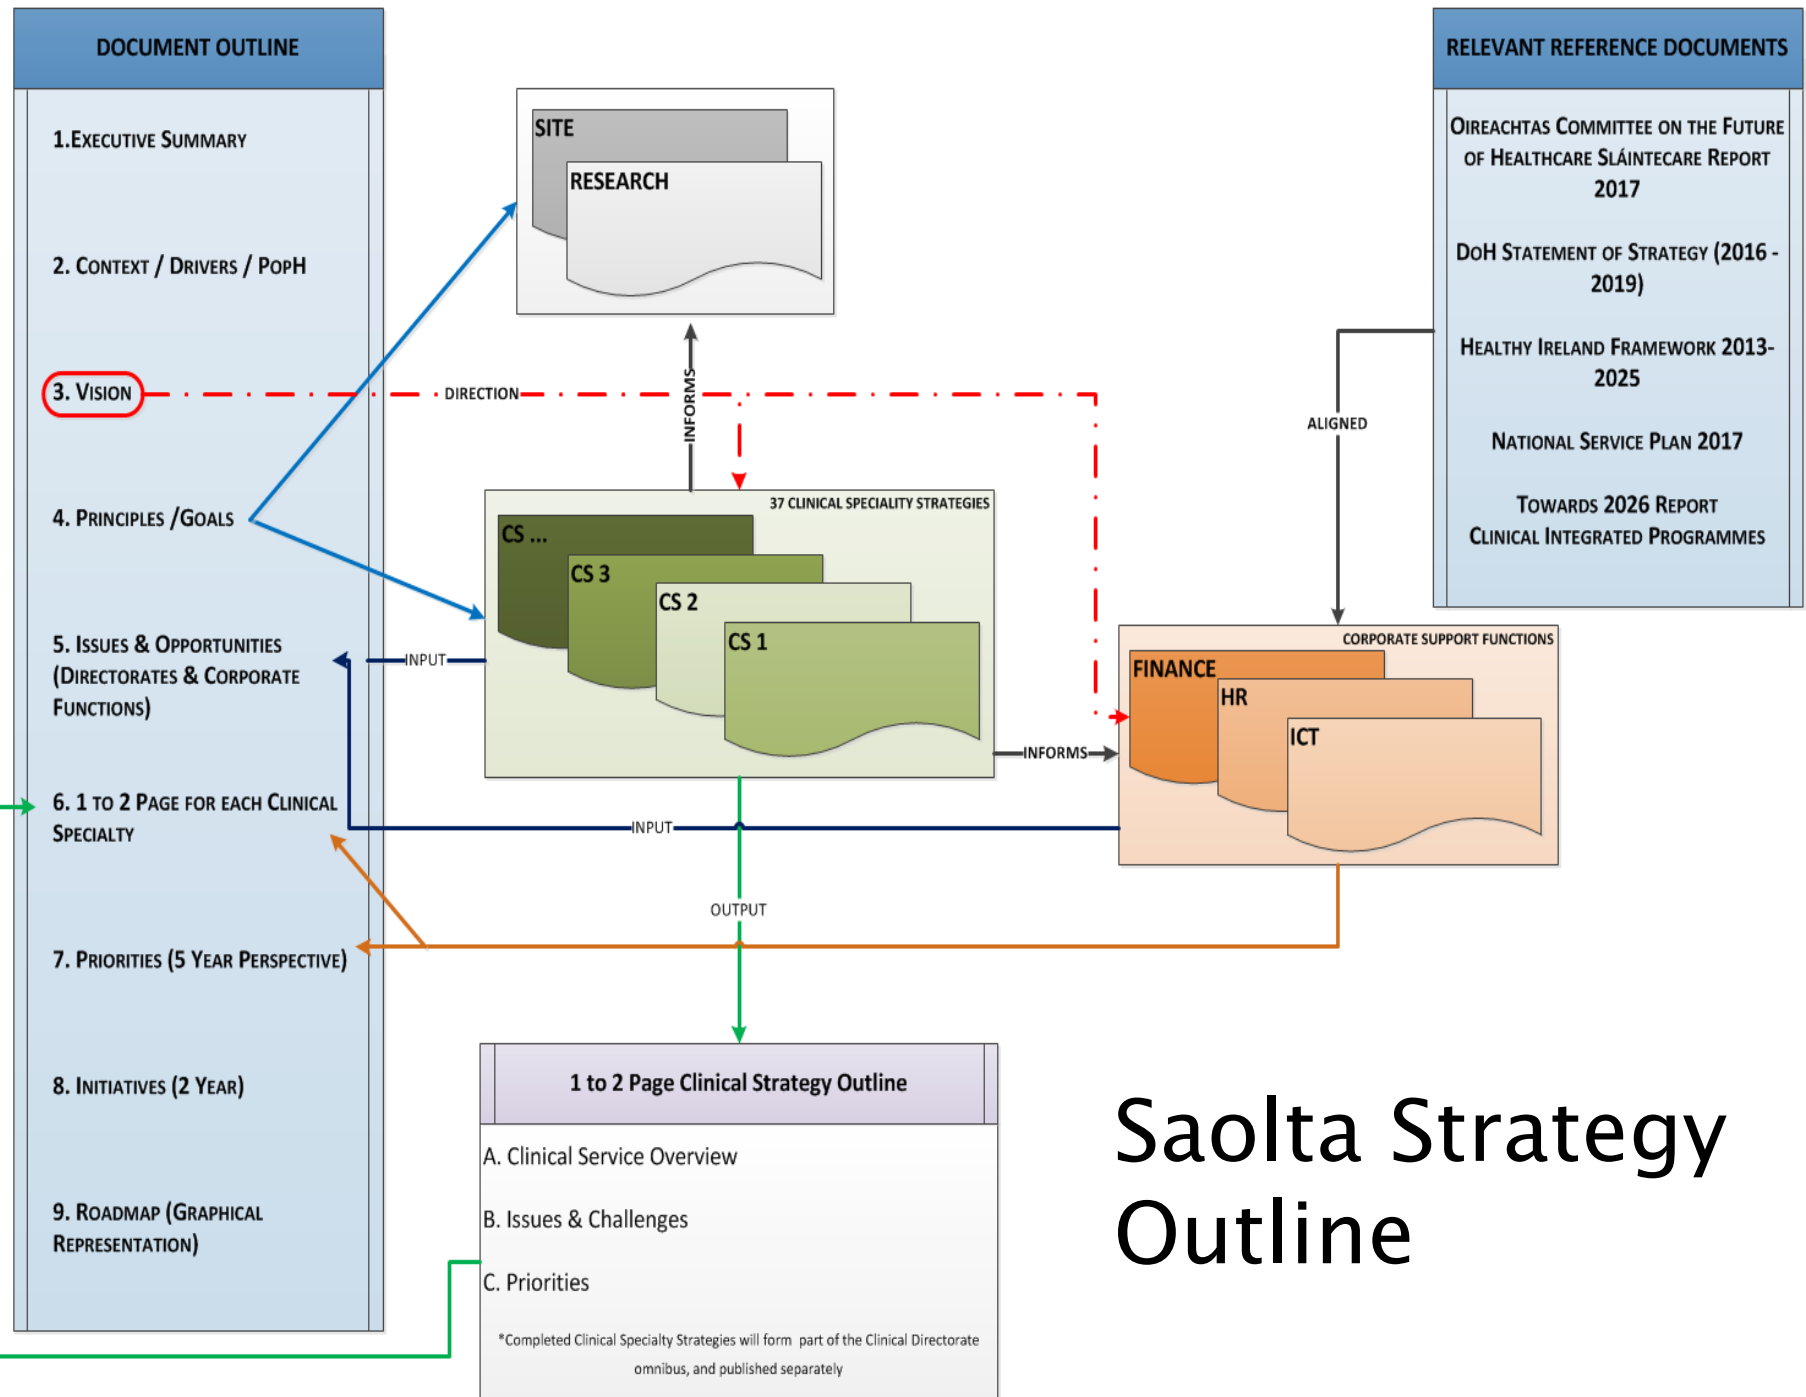 DOCUMENT OUTLINE
1.EXECUTIVE SUMMARY
2. CONTEXT / DRIVERS / POPH
3. VISION
4. PRINCIPLES /GOALS
5. ISSUES & OPPORTUNITIES
(DIRECTORATES & CORPORATE
FUNCTIONS)
6. 1 TO 2 PAGE FOR EACH CLINICAL
SPECIALTY
7. PRIORITIES (5 YEAR PERSPECTIVE)
8. INITIATIVES (2 YEAR)
9. ROADMAP (GRAPHICAL
REPRESENTATION)
SITE
RESEARCH
INFORMS
DIRECTION
37 CLINICAL SPECIALITY STRATEGIES
CS ...
CS 3
CS 2
CS 1
INPUT
INFORMS
INPUT
OUTPUT
RELEVANT REFERENCE DOCUMENTS
OIREACHTAS COMMITTEE ON THE FUTURE
OF HEALTHCARE SLÁINTECARE REPORT
2017
DOH STATEMENT OF STRATEGY (2016 -
2019)
HEALTHY IRELAND FRAMEWORK 2013-
2025
NATIONAL SERVICE PLAN 2017
TOWARDS 2026 REPORT
CLINICAL INTEGRATED PROGRAMMES
ALIGNED
CORPORATE SUPPORT FUNCTIONS
FINANCE
HR
ICT
1 to 2 Page Clinical Strategy Outline
A. Clinical Service Overview
B. Issues & Challenges
C. Priorities
*Completed Clinical Specialty Strategies will form part of the Clinical Directorate
omnibus, and published separately
Saolta Strategy
Outline